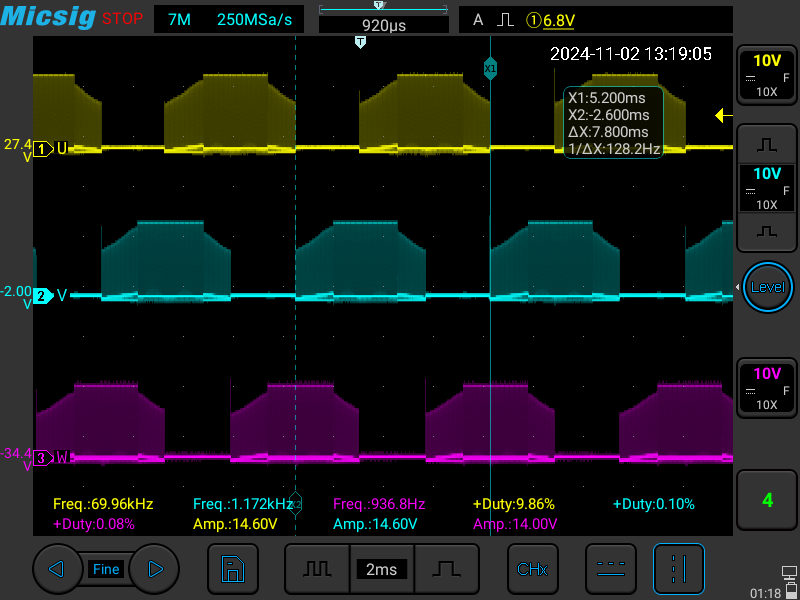 Micsig STOP 7M 250MSa/s 920µs A ①6.8V
T
T
2024-11-02 13:19:05
X1
X1:5.200ms
X2:-2.600ms
ΔX:7.800ms
1/ΔX:128.2Hz
27.4 V
1 U
-2.00 V
2 V
-34.4 V
3 W
10V
F
10X
10V
F
10X
Level
10V
F
10X
4
Freq.:69.96kHz Freq.:1.172kHz X2 Freq.:936.8Hz +Duty:9.86% +Duty:0.10%
+Duty:0.08% Amp.:14.60V Amp.:14.60V Amp.:14.00V
Fine 2ms CHx
01:18